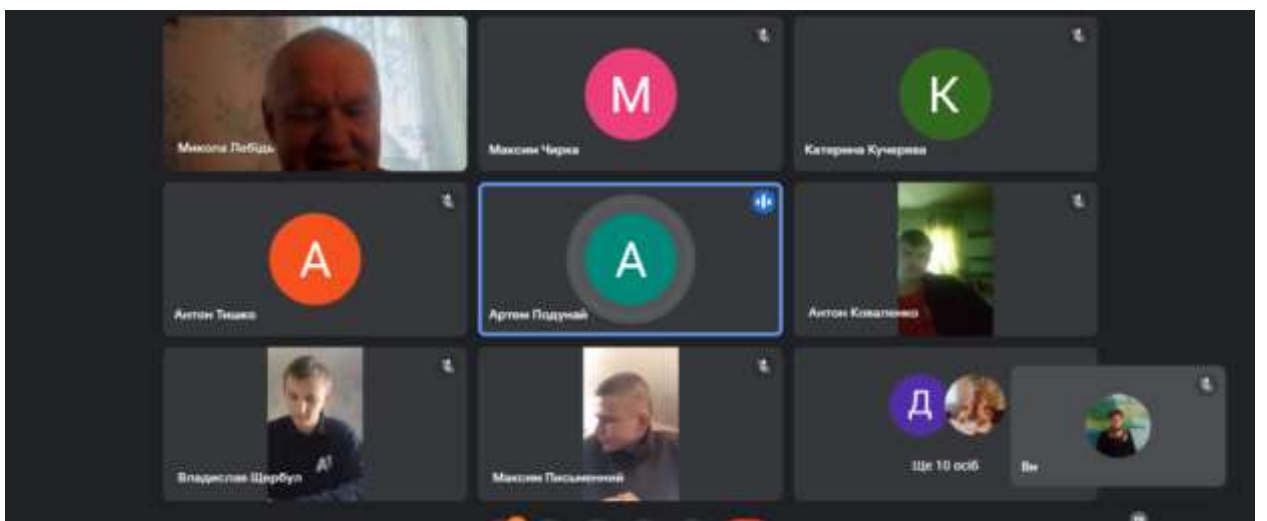 Микола Лебідь
М
Максим Чирка
К
Катерина Кучерява
А
Антон Тишко
А
Артем Подунай
Антон Коваленко
Владислав Щербул
Максим Письменний
Д
Ще 10 осіб
Ви